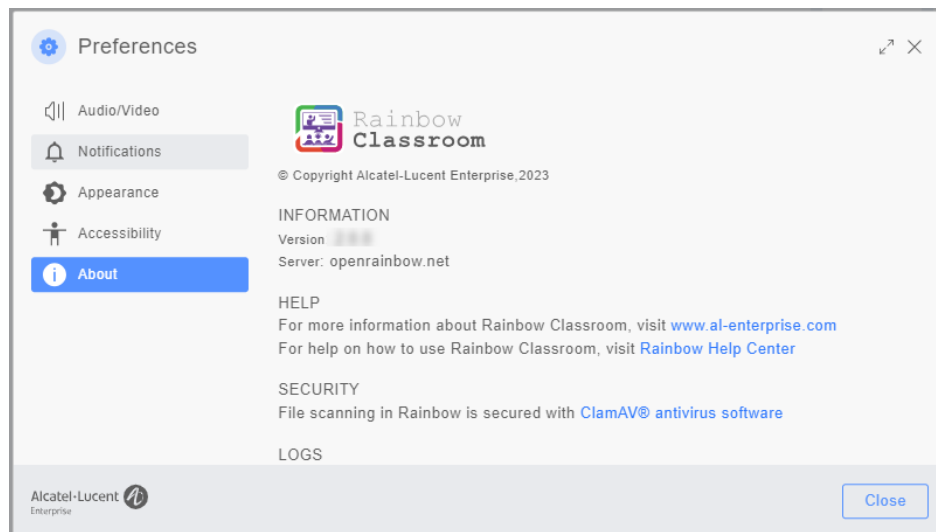 Preferences
Audio/Video
Notifications
Appearance
Accessibility
About
Rainbow
Classroom
© Copyright Alcatel-Lucent Enterprise,2023
INFORMATION
Version
Server: openrainbow.net
HELP
For more information about Rainbow Classroom, visit www.al-enterprise.com
For help on how to use Rainbow Classroom, visit Rainbow Help Center
SECURITY
File scanning in Rainbow is secured with ClamAV® antivirus software
LOGS
Alcatel·Lucent
Enterprise
Close